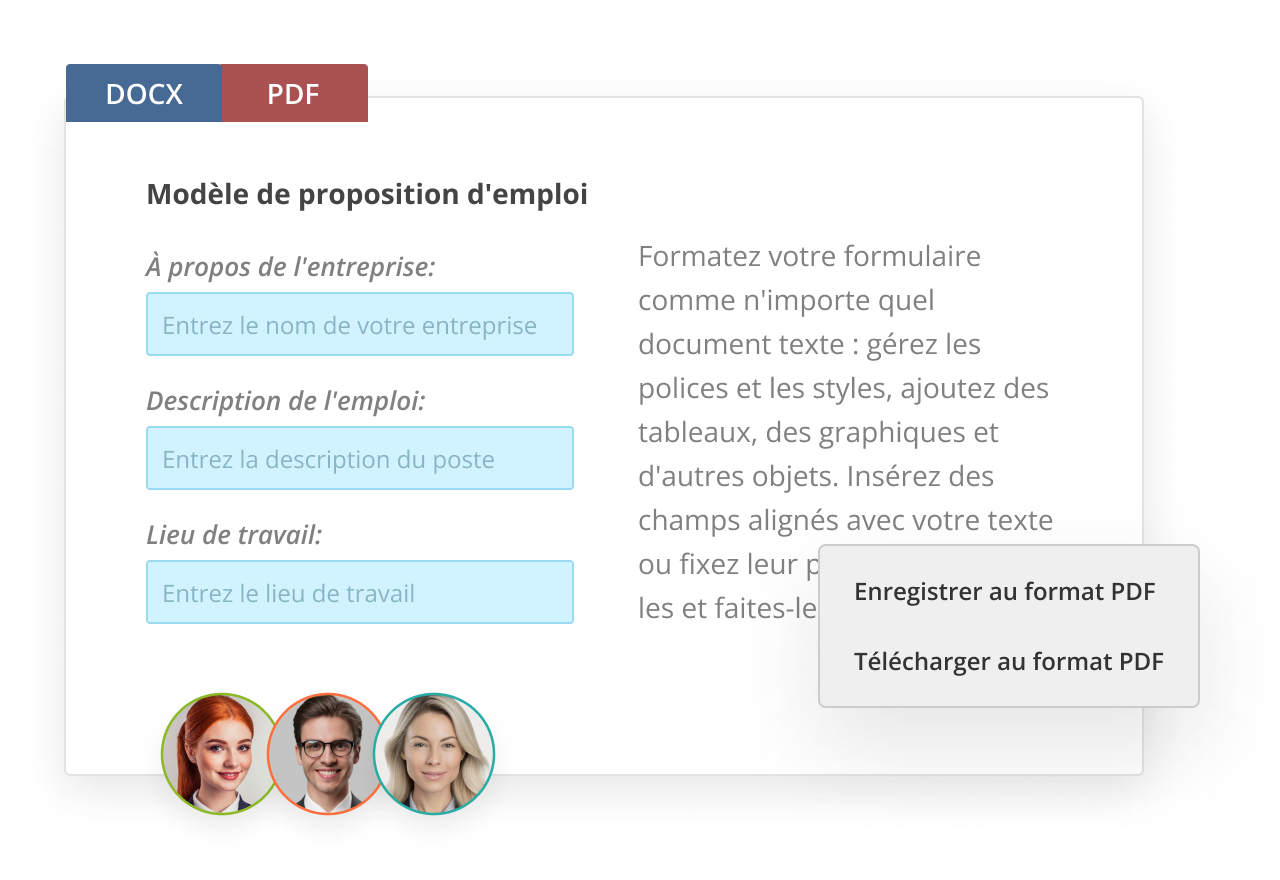 DOCX PDF
Modèle de proposition d'emploi
À propos de l'entreprise:
Entrez le nom de votre entreprise
Description de l'emploi:
Entrez la description du poste
Lieu de travail:
Entrez le lieu de travail
Formatez votre formulaire
comme n'importe quel
document texte : gérez les
polices et les styles, ajoutez des
tableaux, des graphiques et
d'autres objets. Insérez des
champs alignés avec votre texte
ou fixez leur
les et faites-le
Enregistrer au format PDF
Télécharger au format PDF